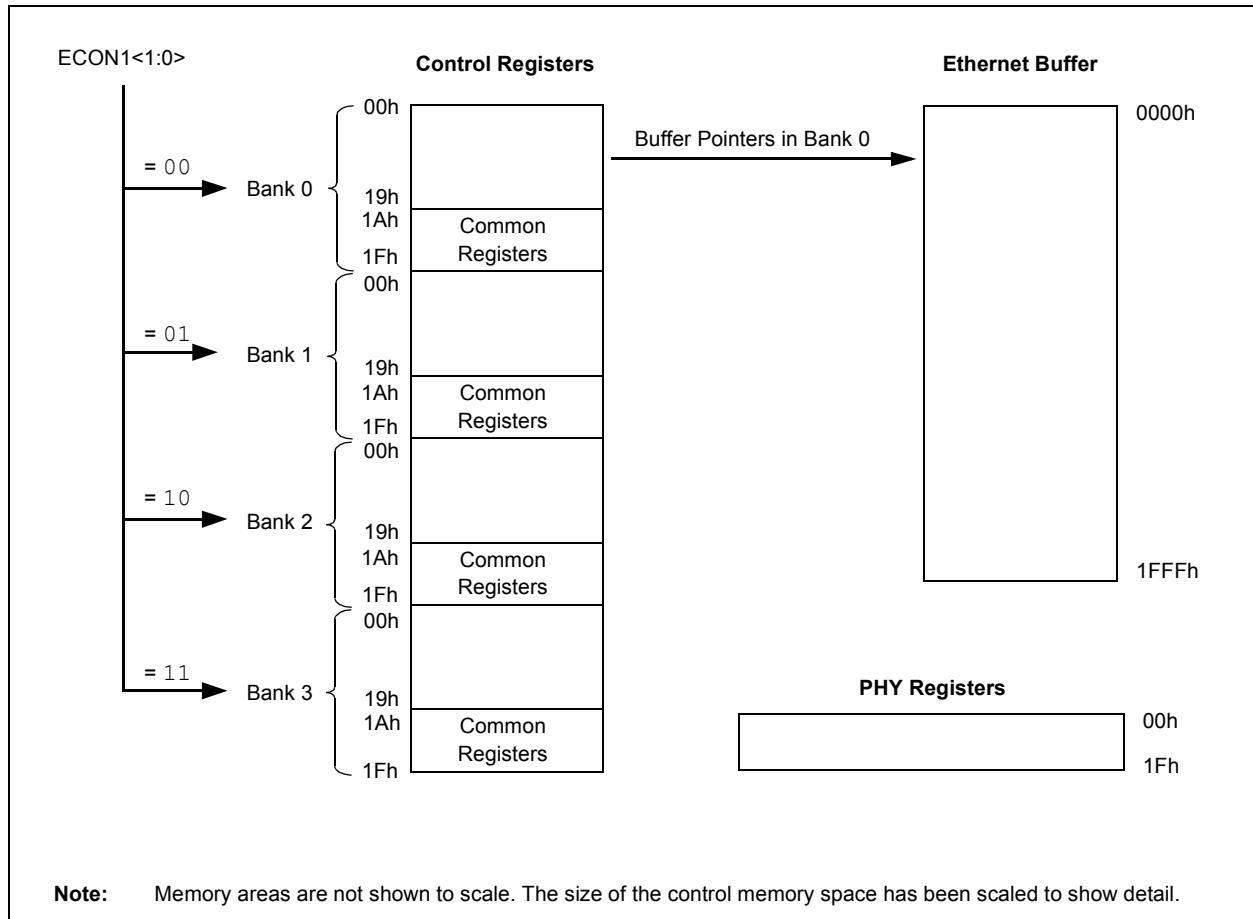 ECON1<1:0>
Control Registers
Ethernet Buffer
00h
0000h
Buffer Pointers in Bank 0
= 00
Bank 0
19h
1Ah
Common
Registers
1Fh
00h
= 01
Bank 1
19h
1Ah
Common
Registers
1Fh
00h
= 10
Bank 2
19h
1Ah
Common
Registers
1Fh
00h
1FFFh
= 11
Bank 3
19h
1Ah
Common
Registers
1Fh
PHY Registers
00h
1Fh
Note: Memory areas are not shown to scale. The size of the control memory space has been scaled to show detail.